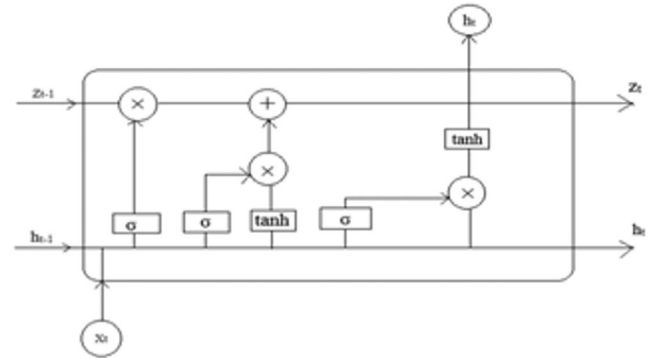 hₜ
zₜ₋₁
×
+
zₜ
tanh
×
×
σ
σ
tanh
σ
hₜ₋₁
hₜ
xₜ